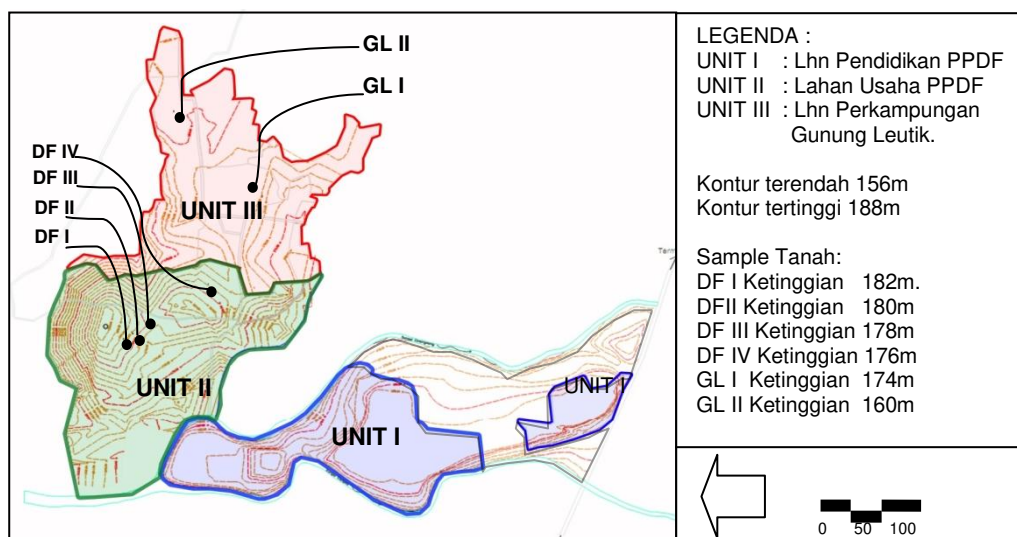 GL II
GL I
DF IV
DF III
DF II
DF I
UNIT III
UNIT II
UNIT I
UNIT I
LEGENDA :
UNIT I : Lhn Pendidikan PPDF
UNIT II : Lahan Usaha PPDF
UNIT III : Lhn Perkampungan
Gunung Leutik.
Kontur terendah 156m
Kontur tertinggi 188m
Sample Tanah:
DF I Ketinggian 182m.
DFII Ketinggian 180m
DF III Ketinggian 178m
DF IV Ketinggian 176m
GL I Ketinggian 174m
GL II Ketinggian 160m
0 50 100